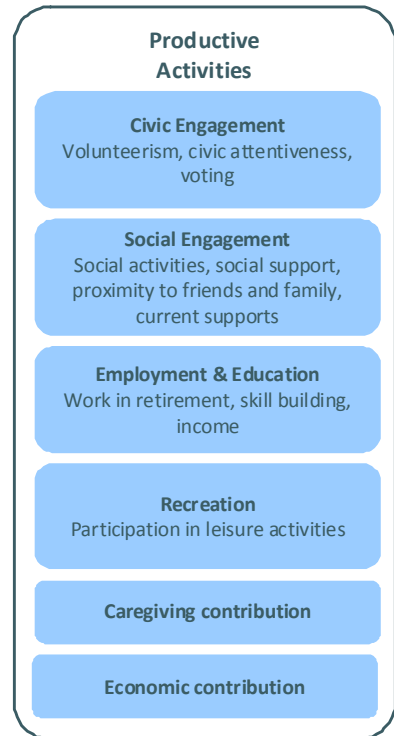 Productive
Activities
Civic Engagement
Volunteerism, civic attentiveness,
voting
Social Engagement
Social activities, social support,
proximity to friends and family,
current supports
Employment & Education
Work in retirement, skill building,
income
Recreation
Participation in leisure activities
Caregiving contribution
Economic contribution